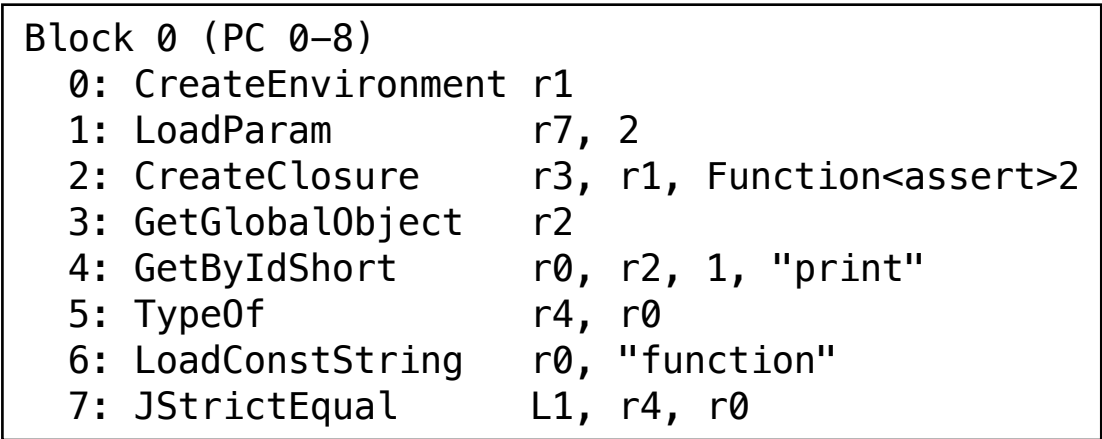 Block 0 (PC 0–8)
0: CreateEnvironment r1
1: LoadParam r7, 2
2: CreateClosure r3, r1, Function<assert>2
3: GetGlobalObject r2
4: GetByIdShort r0, r2, 1, "print"
5: TypeOf r4, r0
6: LoadConstString r0, "function"
7: JStrictEqual L1, r4, r0